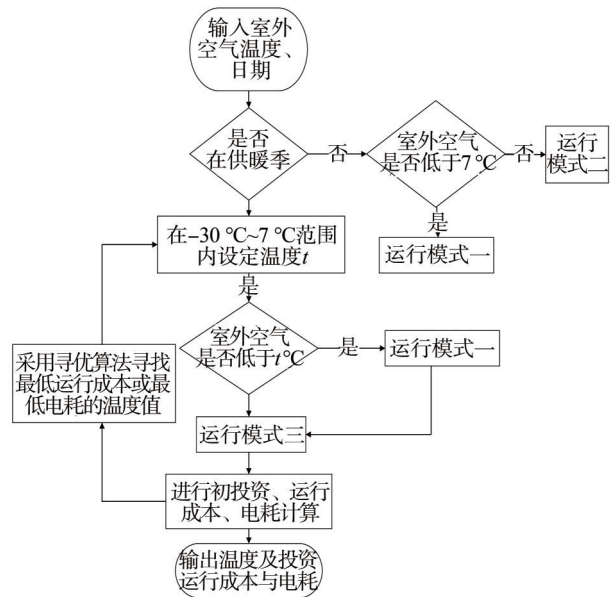 输入室外
空气温度、
日期
是否
在供暖季
否
室外空气
是否低于7 ℃
否
运行
模式二
是
运行模式一
在-30 ℃~7 ℃范围
内设定温度t
是
室外空气
是否低于t℃
是
运行模式一
采用寻优算法寻找
最低运行成本或最
低电耗的温度值
运行模式三
进行初投资、运行
成本、电耗计算
输出温度及投资
运行成本与电耗